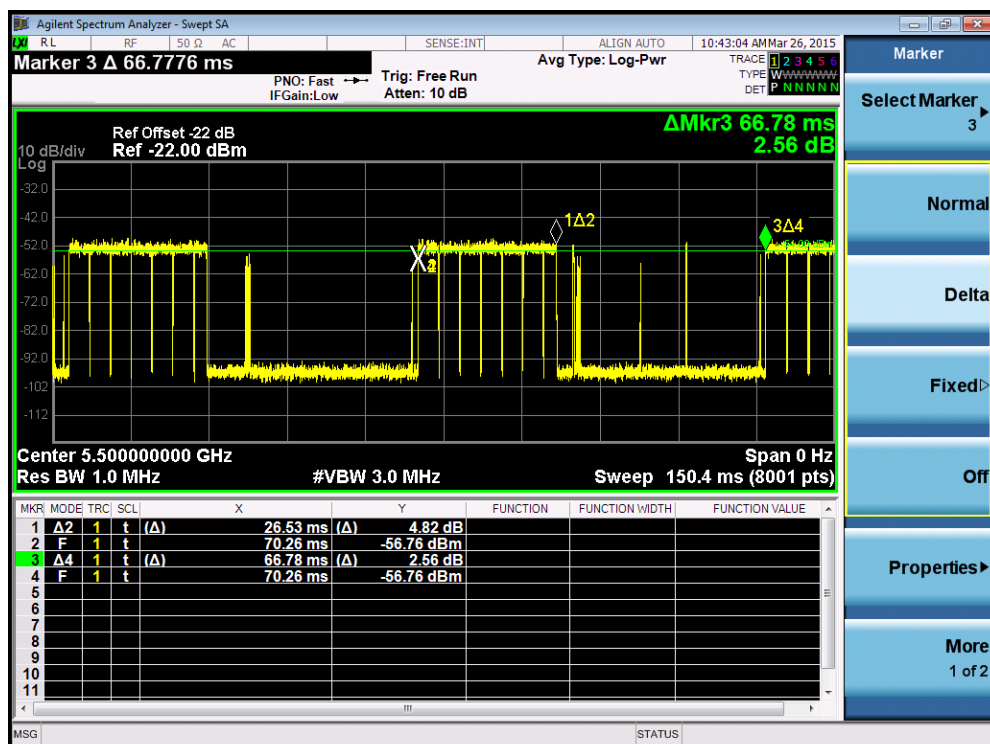 Agilent Spectrum Analyzer - Swept SA
LXI RL RF 50 Ω AC SENSE:INT ALIGN AUTO 10:43:04 AM Mar 26, 2015
Marker 3 Δ 66.7776 ms
PNO: Fast
IFGain:Low
Trig: Free Run
Atten: 10 dB
Avg Type: Log-Pwr
TRACE 1 2 3 4 5 6
TYPE WWWWWW
DET P N N N N N
ΔMkr3 66.78 ms
2.56 dB
Ref Offset -22 dB
10 dB/div Ref -22.00 dBm
Log
-32.0
-42.0
-52.0
-62.0
-72.0
-82.0
-92.0
-102
-112
1Δ2
3Δ4
Center 5.500000000 GHz Span 0 Hz
Res BW 1.0 MHz #VBW 3.0 MHz Sweep 150.4 ms (8001 pts)
MKR MODE TRC SCL X Y FUNCTION FUNCTION WIDTH FUNCTION VALUE
1 Δ2 1 t (Δ) 26.53 ms (Δ) 4.82 dB
2 F 1 t 70.26 ms -56.76 dBm
3 Δ4 1 t (Δ) 66.78 ms (Δ) 2.56 dB
4 F 1 t 70.26 ms -56.76 dBm
5
6
7
8
9
10
11
MSG STATUS
Marker
Select Marker
3
Normal
Delta
Fixed
Off
Properties
More
1 of 2